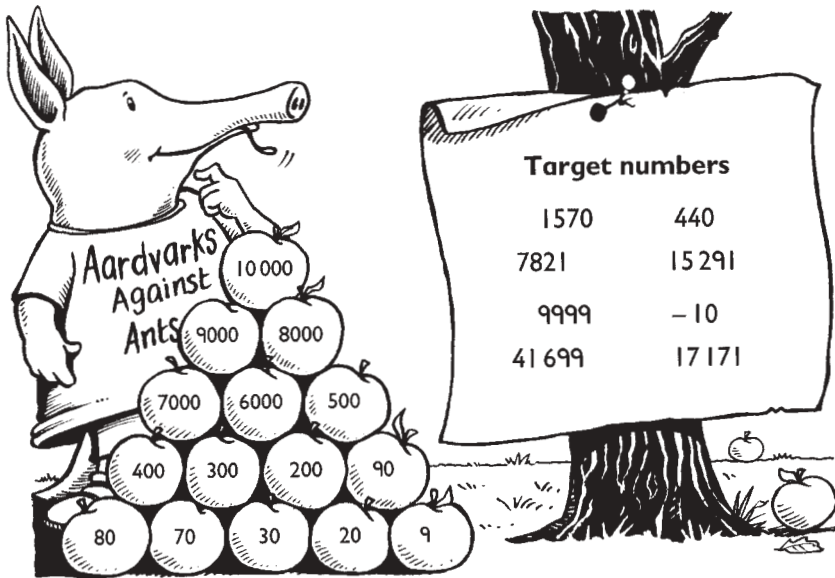 Aardvarks
Against
Ants
10 000
9000 8000
7000 6000 500
400 300 200 90
80 70 30 20 9
Target numbers
1570 440
7821 15 291
9999 – 10
41 699 17 171